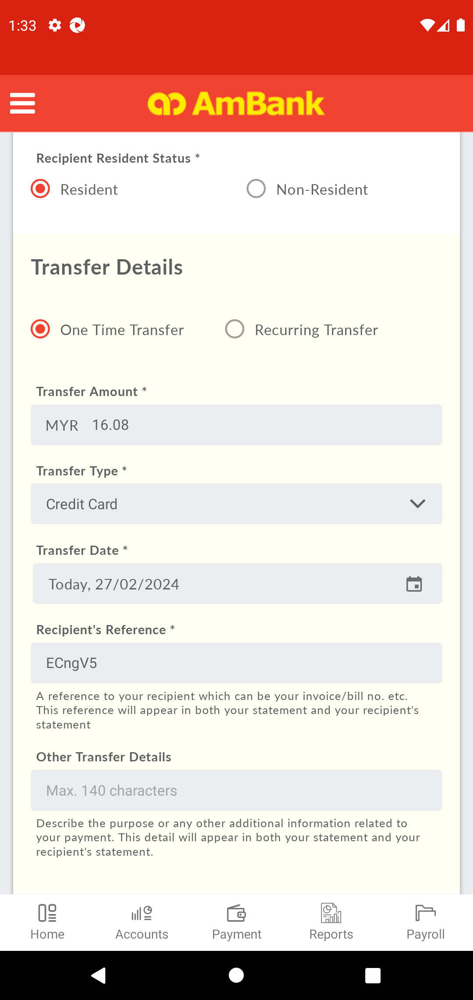 1:33
AmBank
Recipient Resident Status *
Resident
Non-Resident
Transfer Details
One Time Transfer
Recurring Transfer
Transfer Amount *
MYR 16.08
Transfer Type *
Credit Card
Transfer Date *
Today, 27/02/2024
Recipient's Reference *
ECngV5
A reference to your recipient which can be your invoice/bill no. etc.
This reference will appear in both your statement and your recipient's
statement
Other Transfer Details
Max. 140 characters
Describe the purpose or any other additional information related to
your payment. This detail will appear in both your statement and your
recipient's statement.
Home
Accounts
Payment
Reports
Payroll